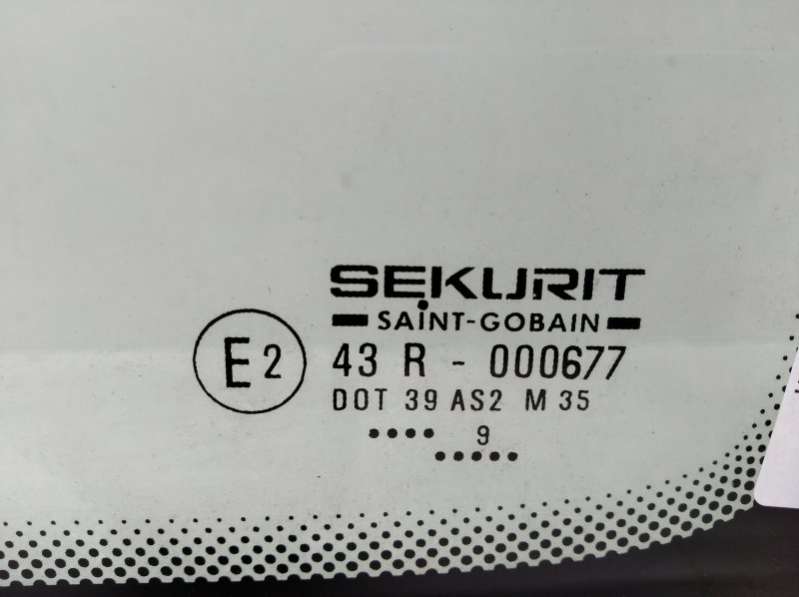 SEKURIT
SAINT-GOBAIN
E2 43 R - 000677
DOT 39 AS2 M 35
•••• 9
•••••